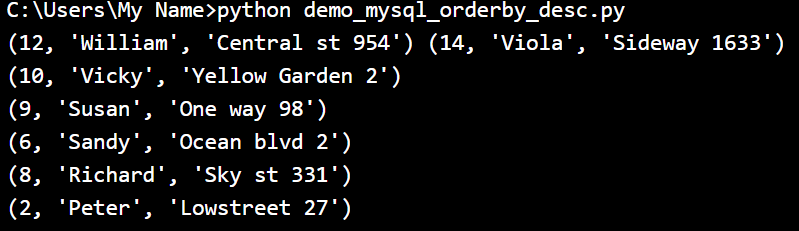 C:\Users\My Name>python demo_mysql_orderby_desc.py
(12, 'William', 'Central st 954') (14, 'Viola', 'Sideway 1633')
(10, 'Vicky', 'Yellow Garden 2')
(9, 'Susan', 'One way 98')
(6, 'Sandy', 'Ocean blvd 2')
(8, 'Richard', 'Sky st 331')
(2, 'Peter', 'Lowstreet 27')